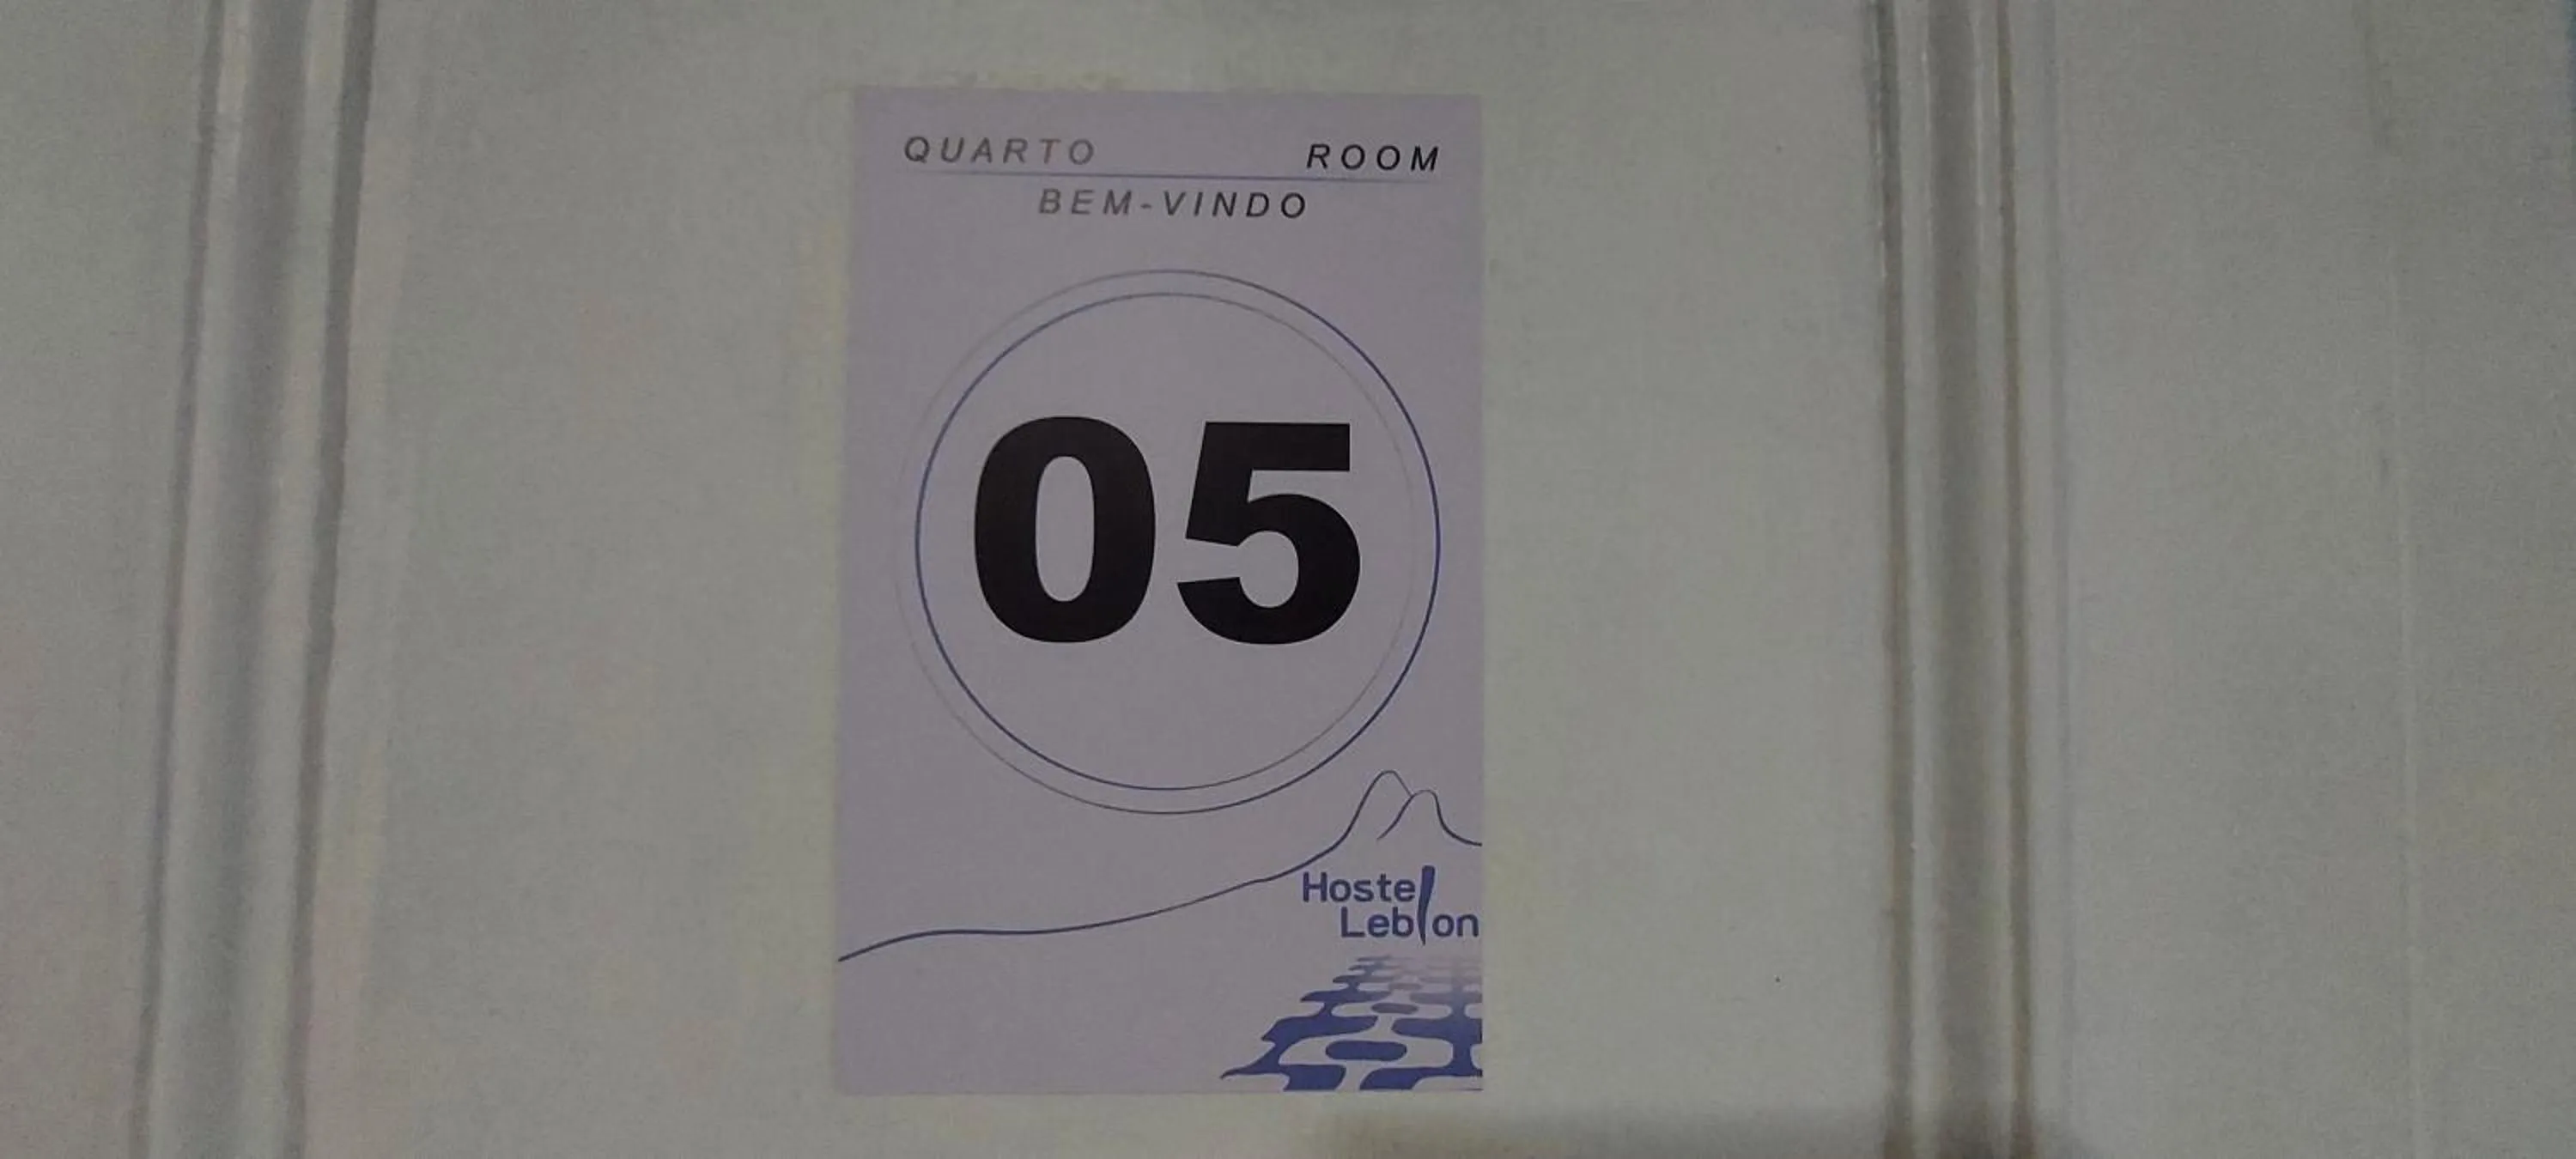 QUARTO ROOM
BEM-VINDO
05
Hostel
Leblon